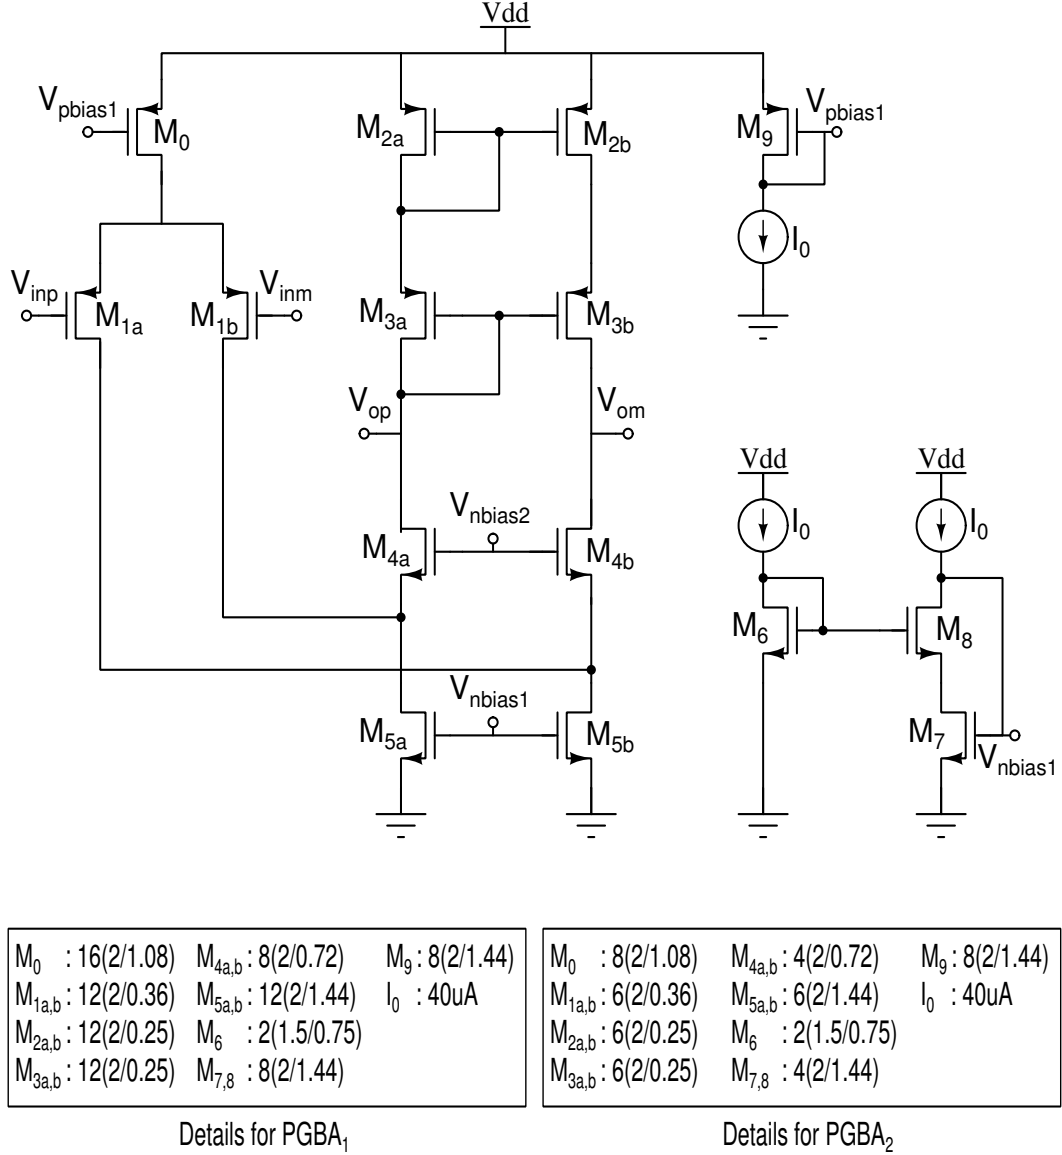 Vdd
Vpbias1
M0
M2a
M2b
M9
Vpbias1
I0
Vinp
M1a
M1b
Vinm
M3a
M3b
Vop
Vom
Vnbias2
M4a
M4b
Vdd
I0
Vdd
I0
M6
M8
Vnbias1
M5a
M5b
M7
Vnbias1
M0 : 16(2/1.08) M4a,b : 8(2/0.72) M9 : 8(2/1.44)
M1a,b : 12(2/0.36) M5a,b : 12(2/1.44) I0 : 40uA
M2a,b : 12(2/0.25) M6 : 2(1.5/0.75)
M3a,b : 12(2/0.25) M7,8 : 8(2/1.44)
Details for PGBA1
M0 : 8(2/1.08) M4a,b : 4(2/0.72) M9 : 8(2/1.44)
M1a,b : 6(2/0.36) M5a,b : 6(2/1.44) I0 : 40uA
M2a,b : 6(2/0.25) M6 : 2(1.5/0.75)
M3a,b : 6(2/0.25) M7,8 : 4(2/1.44)
Details for PGBA2